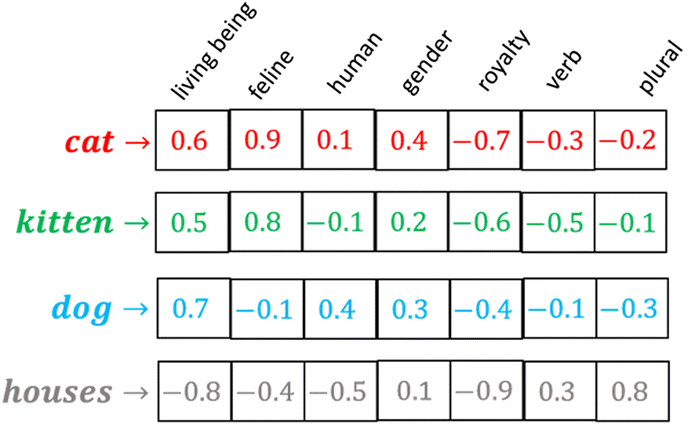 living being feline human gender royalty verb plural
cat → 0.6 0.9 0.1 0.4 −0.7 −0.3 −0.2
kitten → 0.5 0.8 −0.1 0.2 −0.6 −0.5 −0.1
dog → 0.7 −0.1 0.4 0.3 −0.4 −0.1 −0.3
houses → −0.8 −0.4 −0.5 0.1 −0.9 0.3 0.8